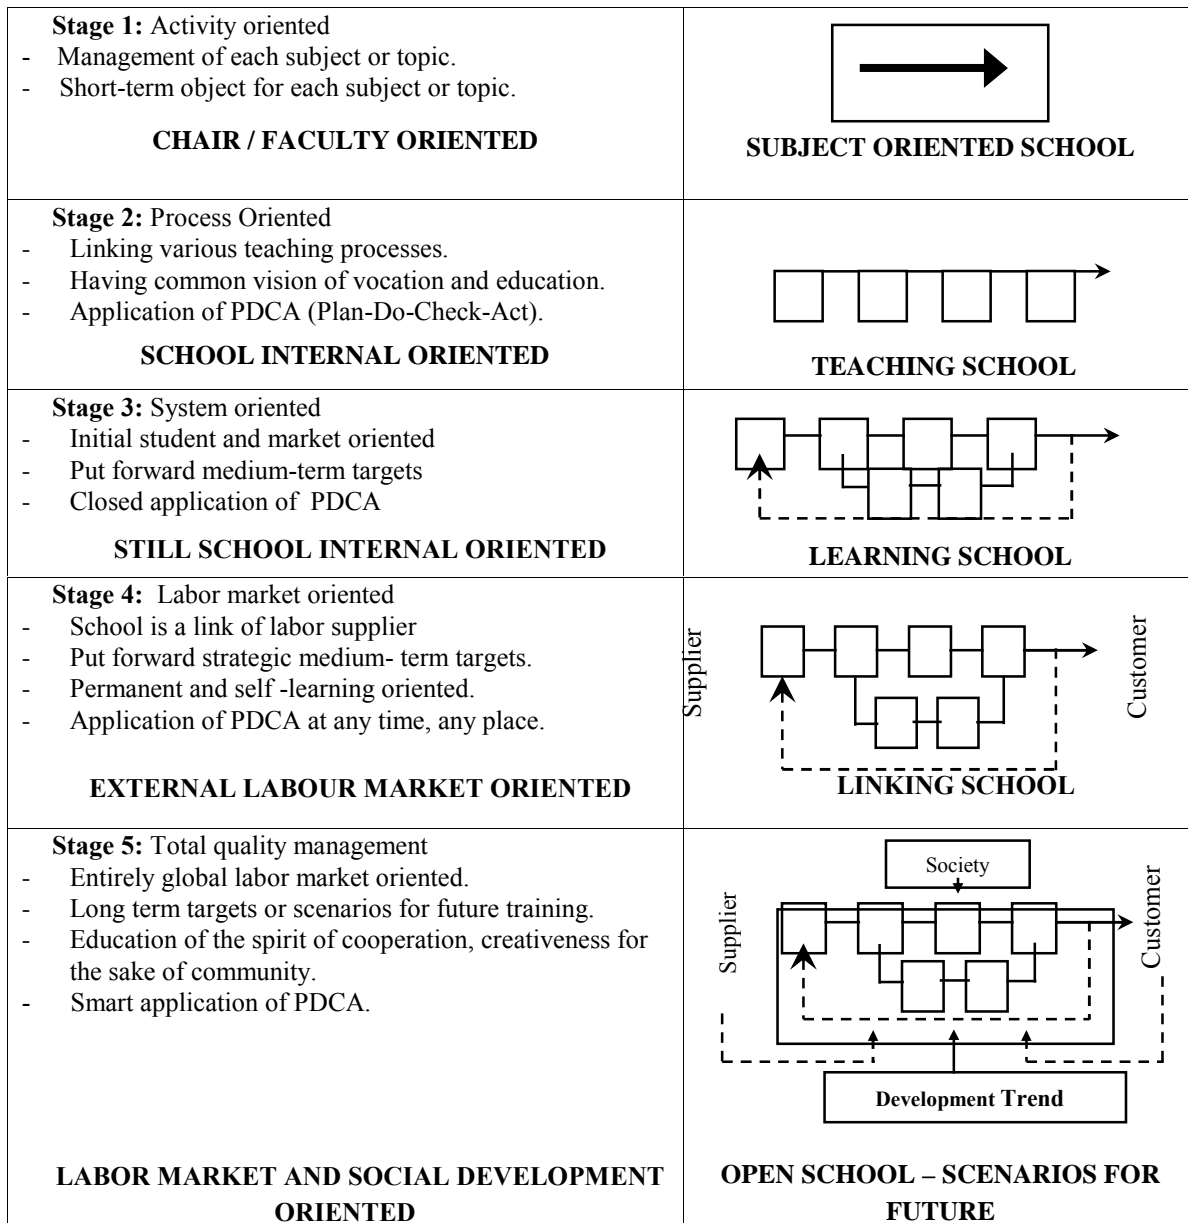 Stage 1: Activity oriented
- Management of each subject or topic.
- Short-term object for each subject or topic.
CHAIR / FACULTY ORIENTED
SUBJECT ORIENTED SCHOOL
Stage 2: Process Oriented
- Linking various teaching processes.
- Having common vision of vocation and education.
- Application of PDCA (Plan-Do-Check-Act).
SCHOOL INTERNAL ORIENTED
TEACHING SCHOOL
Stage 3: System oriented
- Initial student and market oriented
- Put forward medium-term targets
- Closed application of PDCA
STILL SCHOOL INTERNAL ORIENTED
LEARNING SCHOOL
Stage 4: Labor market oriented
- School is a link of labor supplier
- Put forward strategic medium- term targets.
- Permanent and self -learning oriented.
- Application of PDCA at any time, any place.
EXTERNAL LABOUR MARKET ORIENTED
Supplier
Customer
LINKING SCHOOL
Stage 5: Total quality management
- Entirely global labor market oriented.
- Long term targets or scenarios for future training.
- Education of the spirit of cooperation, creativeness for
the sake of community.
- Smart application of PDCA.
LABOR MARKET AND SOCIAL DEVELOPMENT
ORIENTED
Society
Supplier
Customer
Development Trend
OPEN SCHOOL – SCENARIOS FOR
FUTURE